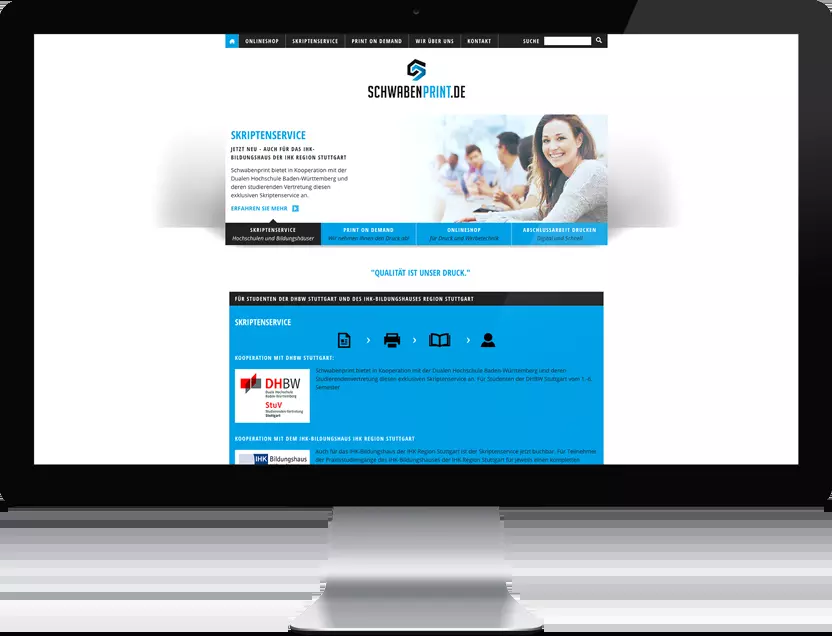 ONLINESHOP SKRIPTENSERVICE PRINT ON DEMAND WIR ÜBER UNS KONTAKT SUCHE
SCHWABENPRINT.DE
SKRIPTENSERVICE
JETZT NEU - AUCH FÜR DAS IHK-
BILDUNGSHAUS DER IHK REGION STUTTGART
Schwabenprint bietet in Kooperation mit der
Dualen Hochschule Baden-Württemberg und
deren studierenden Vertretung diesen
exklusiven Skriptenservice an.
ERFAHREN SIE MEHR
SKRIPTENSERVICE PRINT ON DEMAND ONLINESHOP ABSCHLUSSARBEIT DRUCKEN
Hochschulen und Bildungshäuser Wir nehmen Ihnen den Druck ab! für Druck und Werbetechnik Digital und Schnell
"QUALITÄT IST UNSER DRUCK."
FÜR STUDENTEN DER DHBW STUTTGART UND DES IHK-BILDUNGSHAUSES REGION STUTTGART
SKRIPTENSERVICE
KOOPERATION MIT DHBW STUTTGART:
Schwabenprint bietet in Kooperation mit der Dualen Hochschule Baden-Württemberg und deren
Studierendenvertretung diesen exklusiven Skriptenservice an. Für Studenten der DHBW Stuttgart vom 1.-6.
Semester
DHBW
Duale Hochschule
Baden-Württemberg
StuV
Studierenden-Vertretung
Stuttgart
KOOPERATION MIT DEM IHK-BILDUNGSHAUS IHK REGION STUTTGART
Auch für das IHK-Bildungshaus der IHK-Region Stuttgart ist der Skriptenservice jetzt buchbar. Für Teilnehmer
der Praxisstudiengänge des IHK-Bildungshauses der IHK Region Stuttgart für jeweils einen kompletten
IHK Bildungshaus